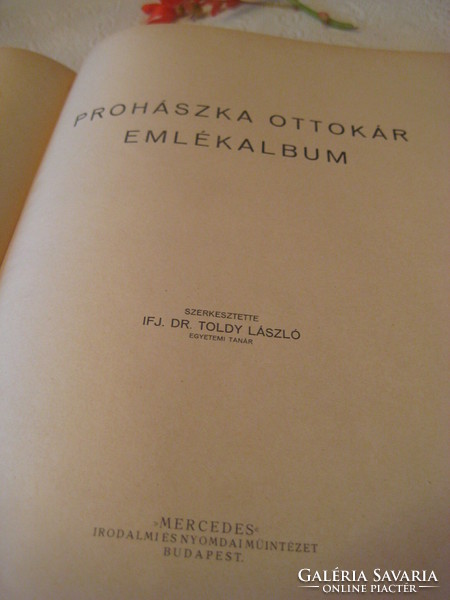 PROHÁSZKA OTTOKÁR
EMLÉKALBUM
SZERKESZTETTE
IFJ. DR. TOLDY LÁSZLÓ
EGYETEMI TANÁR
»MERCEDES«
IRODALMI ÉS NYOMDAI MŰINTÉZET
BUDAPEST.
GALÉRIA SAVARIA
ONLINE PIACTÉR